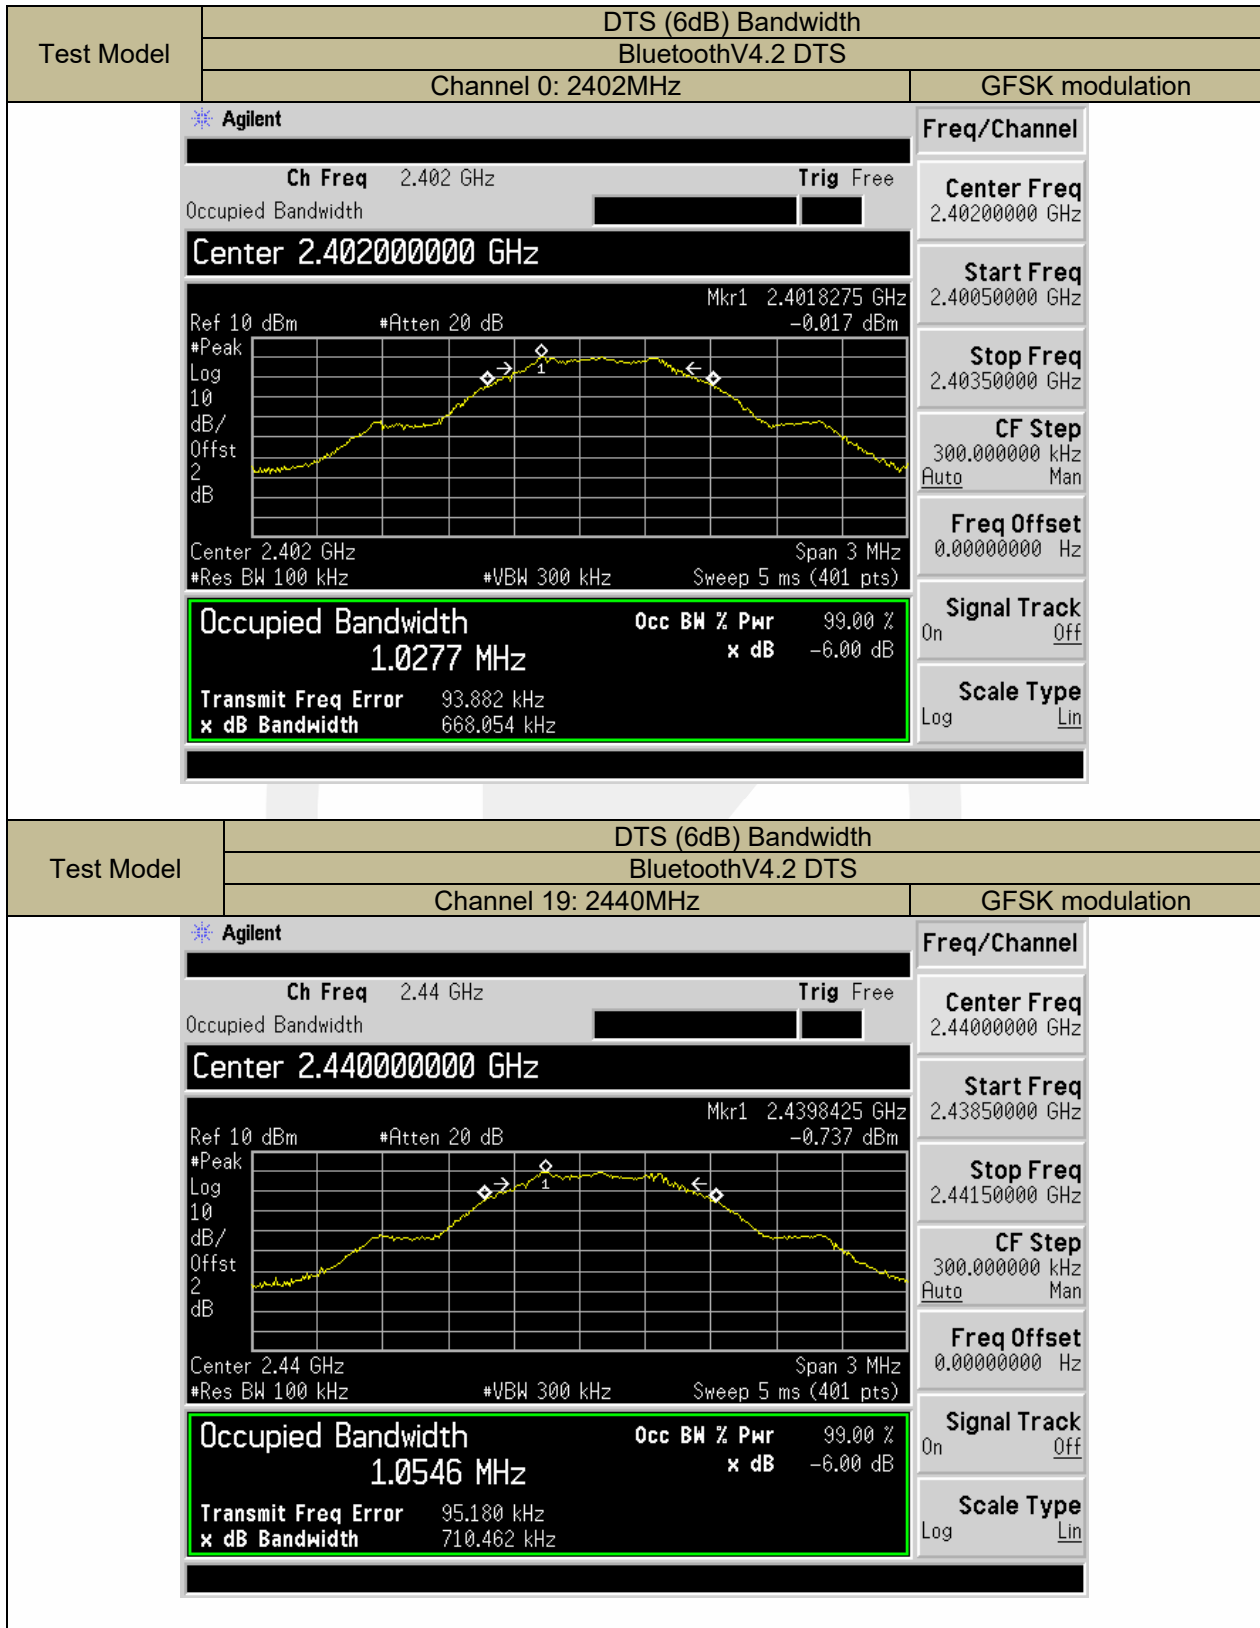 DTS (6dB) Bandwidth
Test Model
BluetoothV4.2 DTS
Channel 0: 2402MHz
GFSK modulation
Agilent
Freq/Channel
Ch Freq 2.402 GHz
Trig Free
Occupied Bandwidth
Center 2.402000000 GHz
Mkr1 2.4018275 GHz
Ref 10 dBm
#Atten 20 dB
-0.017 dBm
#Peak
Log
10
dB/
Offst
2
dB
1
Center 2.402 GHz
Span 3 MHz
#Res BW 100 kHz
#VBW 300 kHz
Sweep 5 ms (401 pts)
Occupied Bandwidth
1.0277 MHz
Occ BW % Pwr 99.00 %
x dB -6.00 dB
Transmit Freq Error 93.882 kHz
x dB Bandwidth 668.054 kHz
Center Freq
2.40200000 GHz
Start Freq
2.40050000 GHz
Stop Freq
2.40350000 GHz
CF Step
300.000000 kHz
Auto Man
Freq Offset
0.00000000 Hz
Signal Track
On Off
Scale Type
Log Lin
DTS (6dB) Bandwidth
Test Model
BluetoothV4.2 DTS
Channel 19: 2440MHz
GFSK modulation
Agilent
Freq/Channel
Ch Freq 2.44 GHz
Trig Free
Occupied Bandwidth
Center 2.440000000 GHz
Mkr1 2.4398425 GHz
Ref 10 dBm
#Atten 20 dB
-0.737 dBm
#Peak
Log
10
dB/
Offst
2
dB
1
Center 2.44 GHz
Span 3 MHz
#Res BW 100 kHz
#VBW 300 kHz
Sweep 5 ms (401 pts)
Occupied Bandwidth
1.0546 MHz
Occ BW % Pwr 99.00 %
x dB -6.00 dB
Transmit Freq Error 95.180 kHz
x dB Bandwidth 710.462 kHz
Center Freq
2.44000000 GHz
Start Freq
2.43850000 GHz
Stop Freq
2.44150000 GHz
CF Step
300.000000 kHz
Auto Man
Freq Offset
0.00000000 Hz
Signal Track
On Off
Scale Type
Log Lin